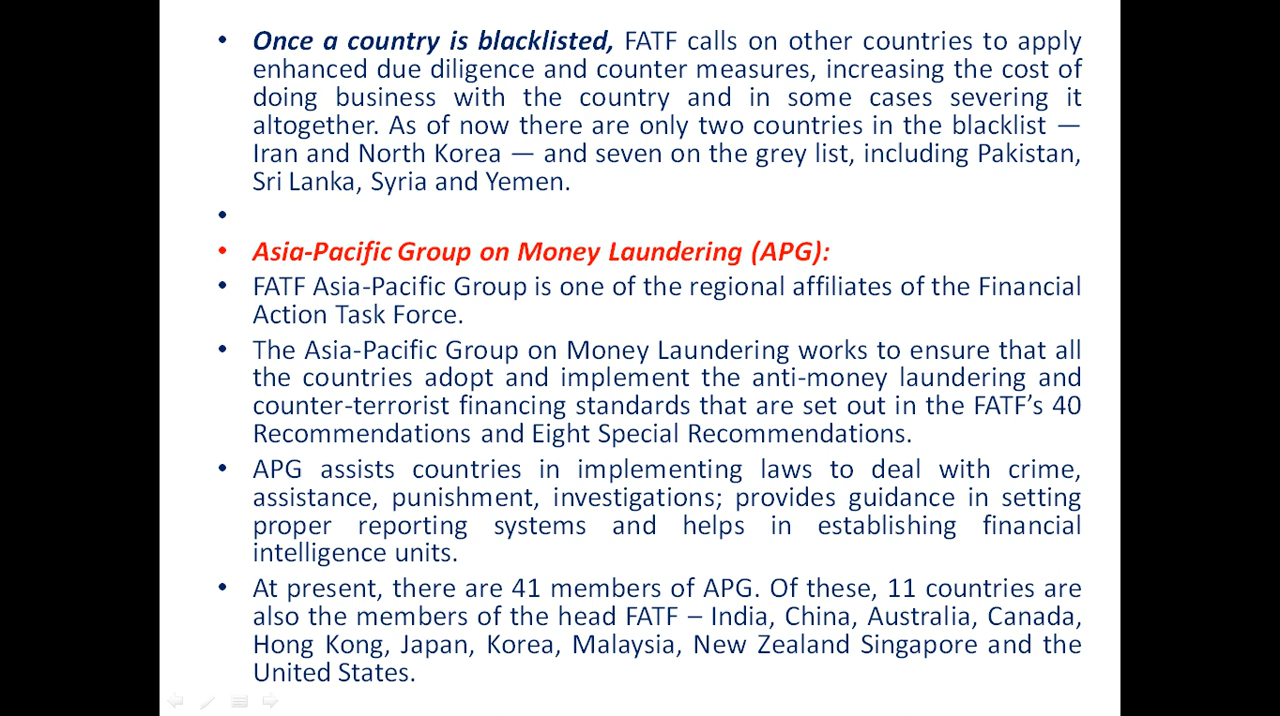 • Once a country is blacklisted, FATF calls on other countries to apply
enhanced due diligence and counter measures, increasing the cost of
doing business with the country and in some cases severing it
altogether. As of now there are only two countries in the blacklist —
Iran and North Korea — and seven on the grey list, including Pakistan,
Sri Lanka, Syria and Yemen.
•
• Asia-Pacific Group on Money Laundering (APG):
• FATF Asia-Pacific Group is one of the regional affiliates of the Financial
Action Task Force.
• The Asia-Pacific Group on Money Laundering works to ensure that all
the countries adopt and implement the anti-money laundering and
counter-terrorist financing standards that are set out in the FATF’s 40
Recommendations and Eight Special Recommendations.
• APG assists countries in implementing laws to deal with crime,
assistance, punishment, investigations; provides guidance in setting
proper reporting systems and helps in establishing financial
intelligence units.
• At present, there are 41 members of APG. Of these, 11 countries are
also the members of the head FATF – India, China, Australia, Canada,
Hong Kong, Japan, Korea, Malaysia, New Zealand Singapore and the
United States.